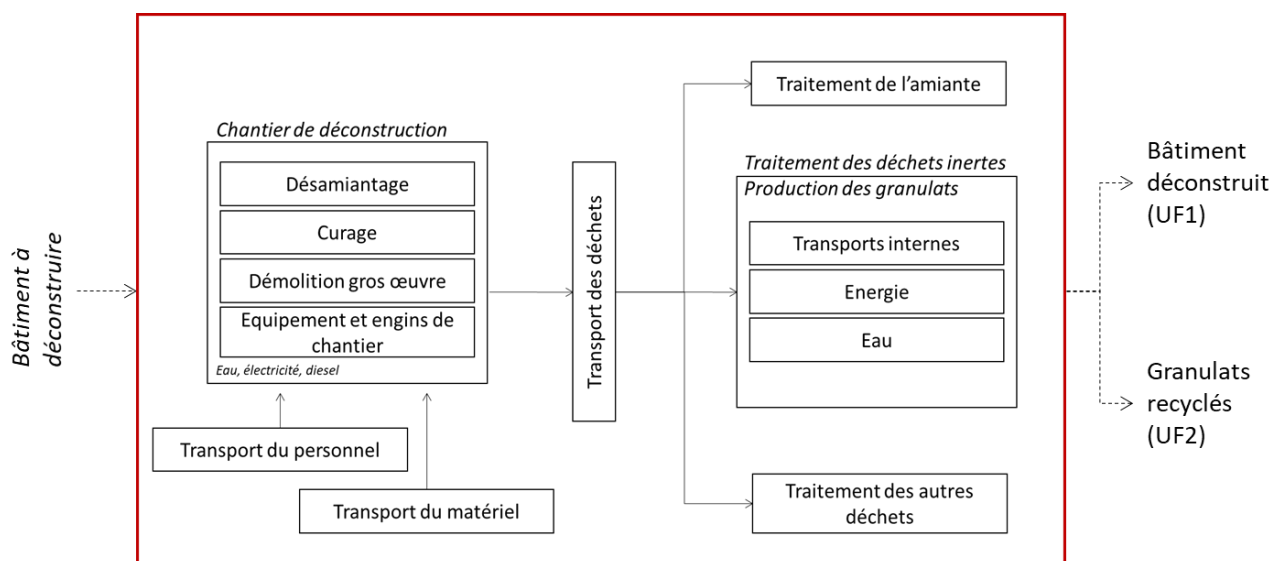 Bâtiment à
déconstruire
Chantier de déconstruction
Désamiantage
Curage
Démolition gros œuvre
Equipement et engins de
chantier
Eau, électricité, diesel
Transport du personnel
Transport du matériel
Transport des déchets
Traitement de l’amiante
Traitement des déchets inertes
Production des granulats
Transports internes
Energie
Eau
Traitement des autres
déchets
Bâtiment
déconstruit
(UF1)
Granulats
recyclés
(UF2)